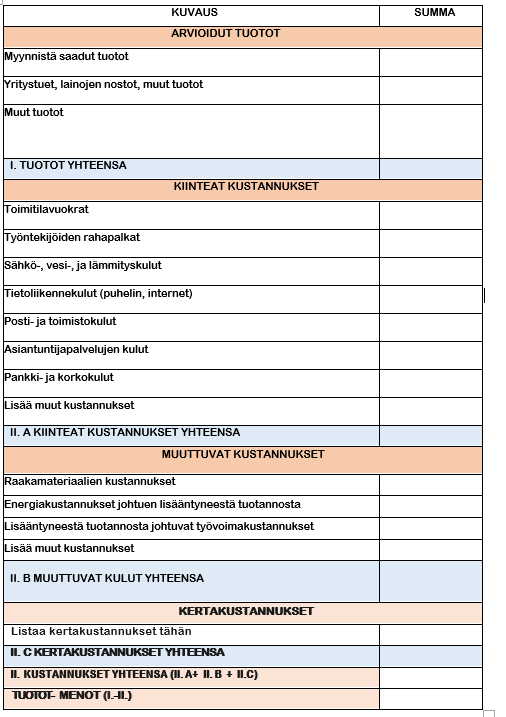 KUVAUS SUMMA
ARVIOIDUT TUOTOT
Myynnistä saadut tuotot
Yritystuet, lainojen nostot, muut tuotot
Muut tuotot
I. TUOTOT YHTEENSA
KIINTEAT KUSTANNUKSET
Toimitilavuokrat
Työntekijöiden rahapalkat
Sähkö-, vesi-, ja lämmityskulut
Tietoliikennekulut (puhelin, internet)
Posti- ja toimistokulut
Asiantuntijapalvelujen kulut
Pankki- ja korkokulut
Lisää muut kustannukset
II. A KIINTEAT KUSTANNUKSET YHTEENSA
MUUTTUVAT KUSTANNUKSET
Raakamateriaalien kustannukset
Energiakustannukset johtuen lisääntyneestä tuotannosta
Lisääntyneestä tuotannosta johtuvat työvoimakustannukset
Lisää muut kustannukset
II. B MUUTTUVAT KULUT YHTEENSA
KERTAKUSTANNUKSET
Listaa kertakustannukset tähän
II. C KERTAKUSTANNUKSET YHTEENSA
II. KUSTANNUKSET YHTEENSA (II. A+ II. B + II.C)
TUOTOT- MENOT (I.-II.)